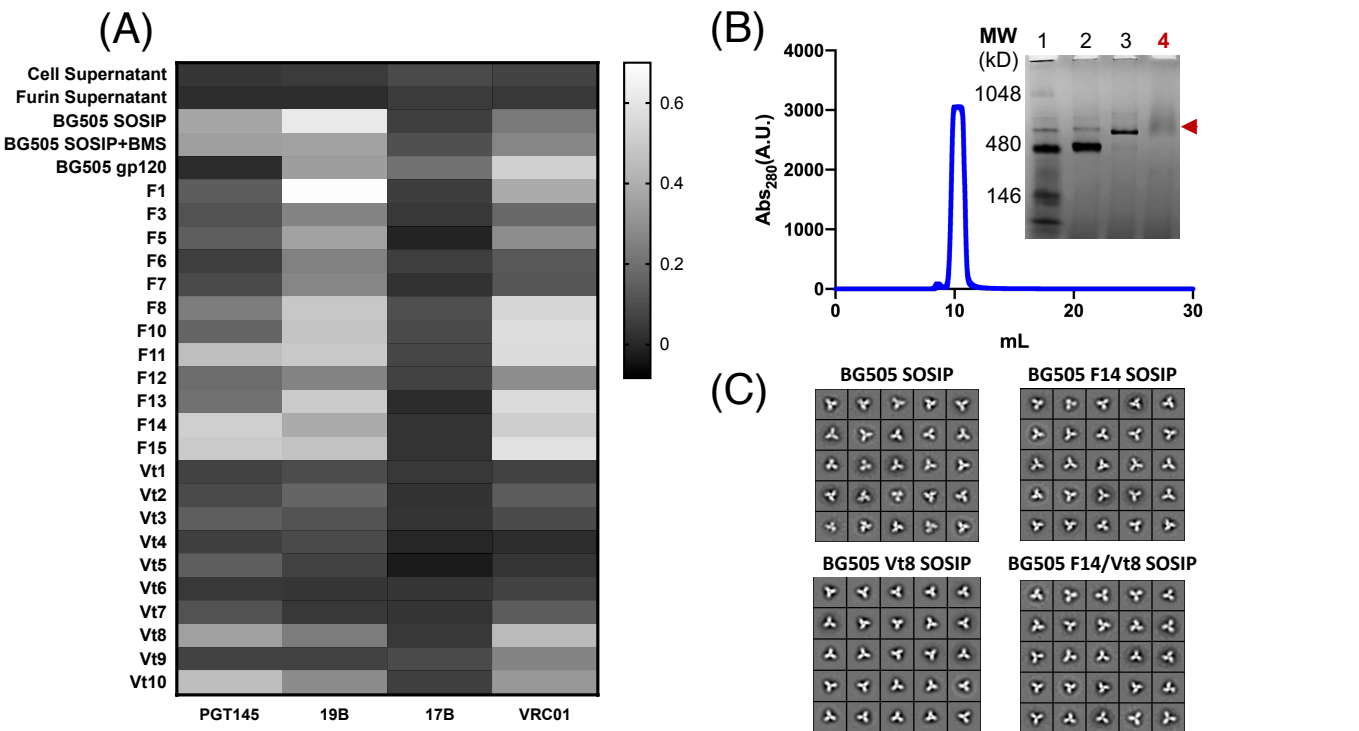 (A)
Cell Supernatant
Furin Supernatant
BG505 SOSIP
BG505 SOSIP+BMS
BG505 gp120
F1
F3
F5
F6
F7
F8
F10
F11
F12
F13
F14
F15
Vt1
Vt2
Vt3
Vt4
Vt5
Vt6
Vt7
Vt8
Vt9
Vt10
PGT145 19B 17B VRC01
0.6
0.4
0.2
0
(B)
Abs280(A.U.)
4000
3000
2000
1000
0
0 10 20 30
mL
MW 1 2 3 4
(kD)
1048
480
146
(C)
BG505 SOSIP
BG505 F14 SOSIP
BG505 Vt8 SOSIP
BG505 F14/Vt8 SOSIP